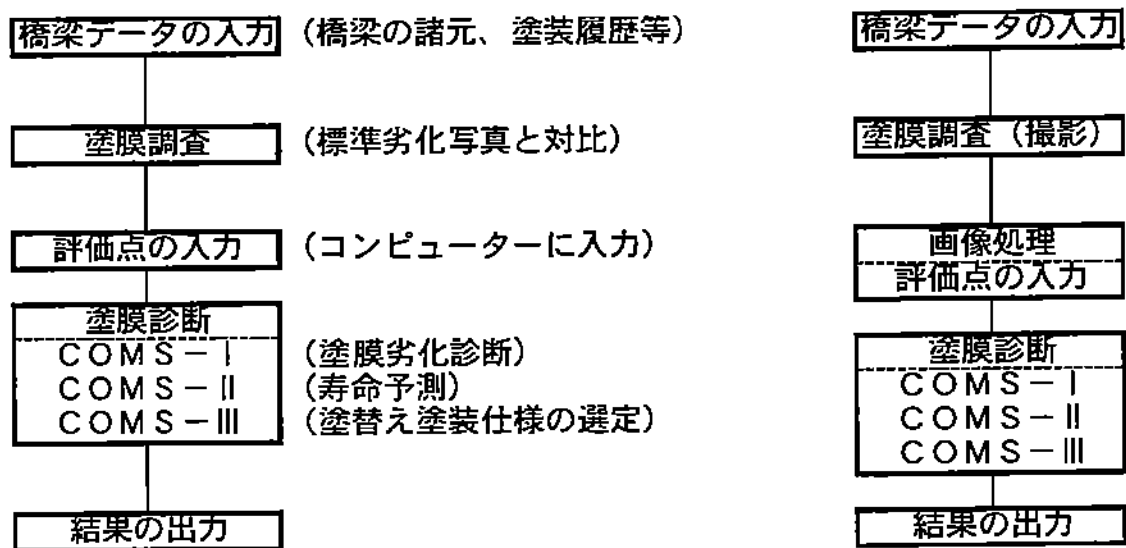 橋梁データの入力 (橋梁の諸元、塗装履歴等)
塗膜調査 (標準劣化写真と対比)
評価点の入力 (コンピューターに入力)
塗膜診断
COMS-Ⅰ (塗膜劣化診断)
COMS-Ⅱ (寿命予測)
COMS-Ⅲ (塗替え塗装仕様の選定)
結果の出力
橋梁データの入力
塗膜調査(撮影)
画像処理
評価点の入力
塗膜診断
COMS-Ⅰ
COMS-Ⅱ
COMS-Ⅲ
結果の出力